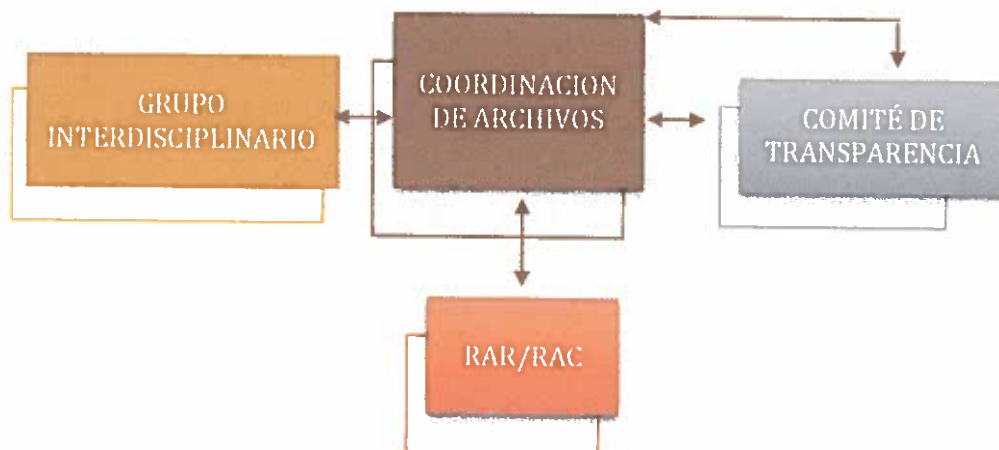 GRUPO
INTERDISCIPLINARIO
COORDINACION
DE ARCHIVOS
COMITÉ DE
TRANSPARENCIA
RAR/RAC